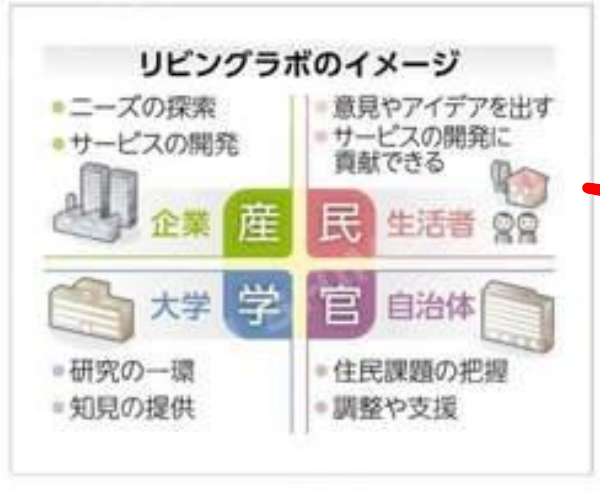 リビングラボのイメージ
ニーズの探索
サービスの開発
企業 産
意見やアイデアを出す
サービスの開発に
貢献できる
民 生活者
大学 学
研究の一環
知見の提供
官 自治体
住民課題の把握
調整や支援